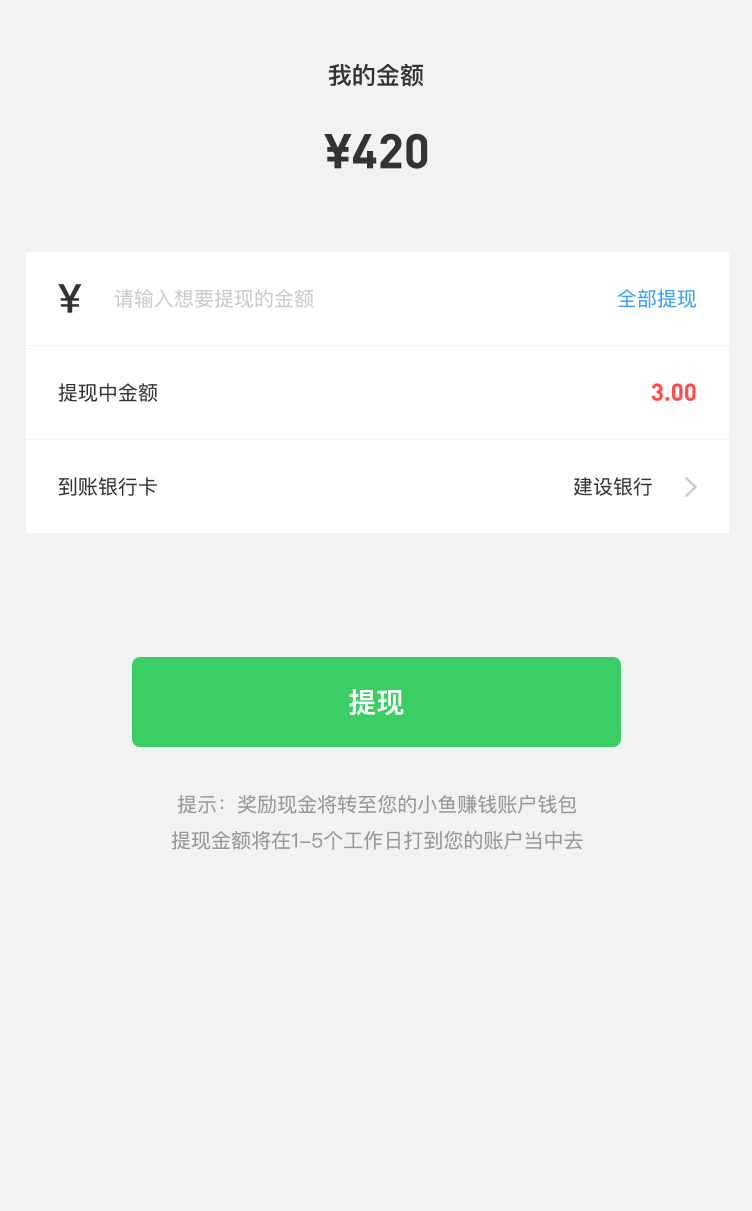 我的金额
¥420
¥ 请输入想要提现的金额 全部提现
提现中金额 3.00
到账银行卡 建设银行
提现
提示：奖励现金将转至您的小鱼赚钱账户钱包
提现金额将在1-5个工作日打到您的账户当中去